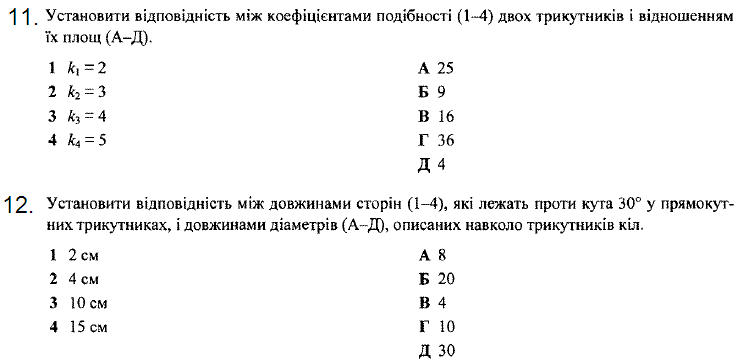 11. Установити відповідність між коефіцієнтами подібності (1–4) двох трикутників і відношенням
їх площ (А–Д).
1 k₁ = 2
А 25
2 k₂ = 3
Б 9
3 k₃ = 4
В 16
4 k₄ = 5
Г 36
Д 4
12. Установити відповідність між довжинами сторін (1–4), які лежать проти кута 30° у прямокут-
них трикутниках, і довжинами діаметрів (А–Д), описаних навколо трикутників кіл.
1 2 см
А 8
2 4 см
Б 20
3 10 см
В 4
4 15 см
Г 10
Д 30